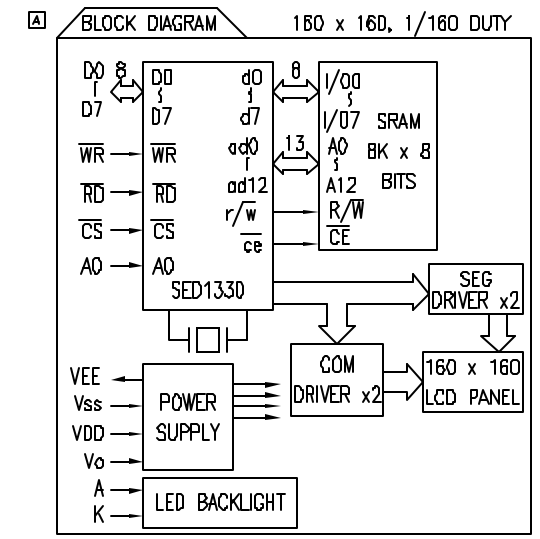 A BLOCK DIAGRAM 160 x 160, 1/160 DUTY
D0 8 D0 d0 8 I/O0
D7 D7 d7 I/O7 SRAM
WR WR ad0 13 A0 8K x 8
RD RD ad12 A12 BITS
CS CS r/w R/W
ce CE
A0 A0
SED1330
SEG
DRIVER x2
COM
DRIVER x2
160 x 160
LCD PANEL
VEE
Vss POWER
VDD SUPPLY
Vo
A
K LED BACKLIGHT